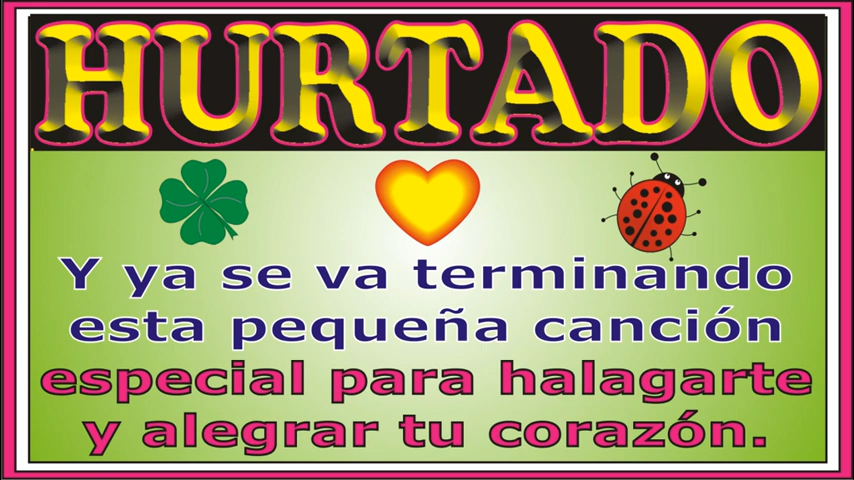 HURTADO
Y ya se va terminando
esta pequeña canción
especial para halagarte
y alegrar tu corazón.